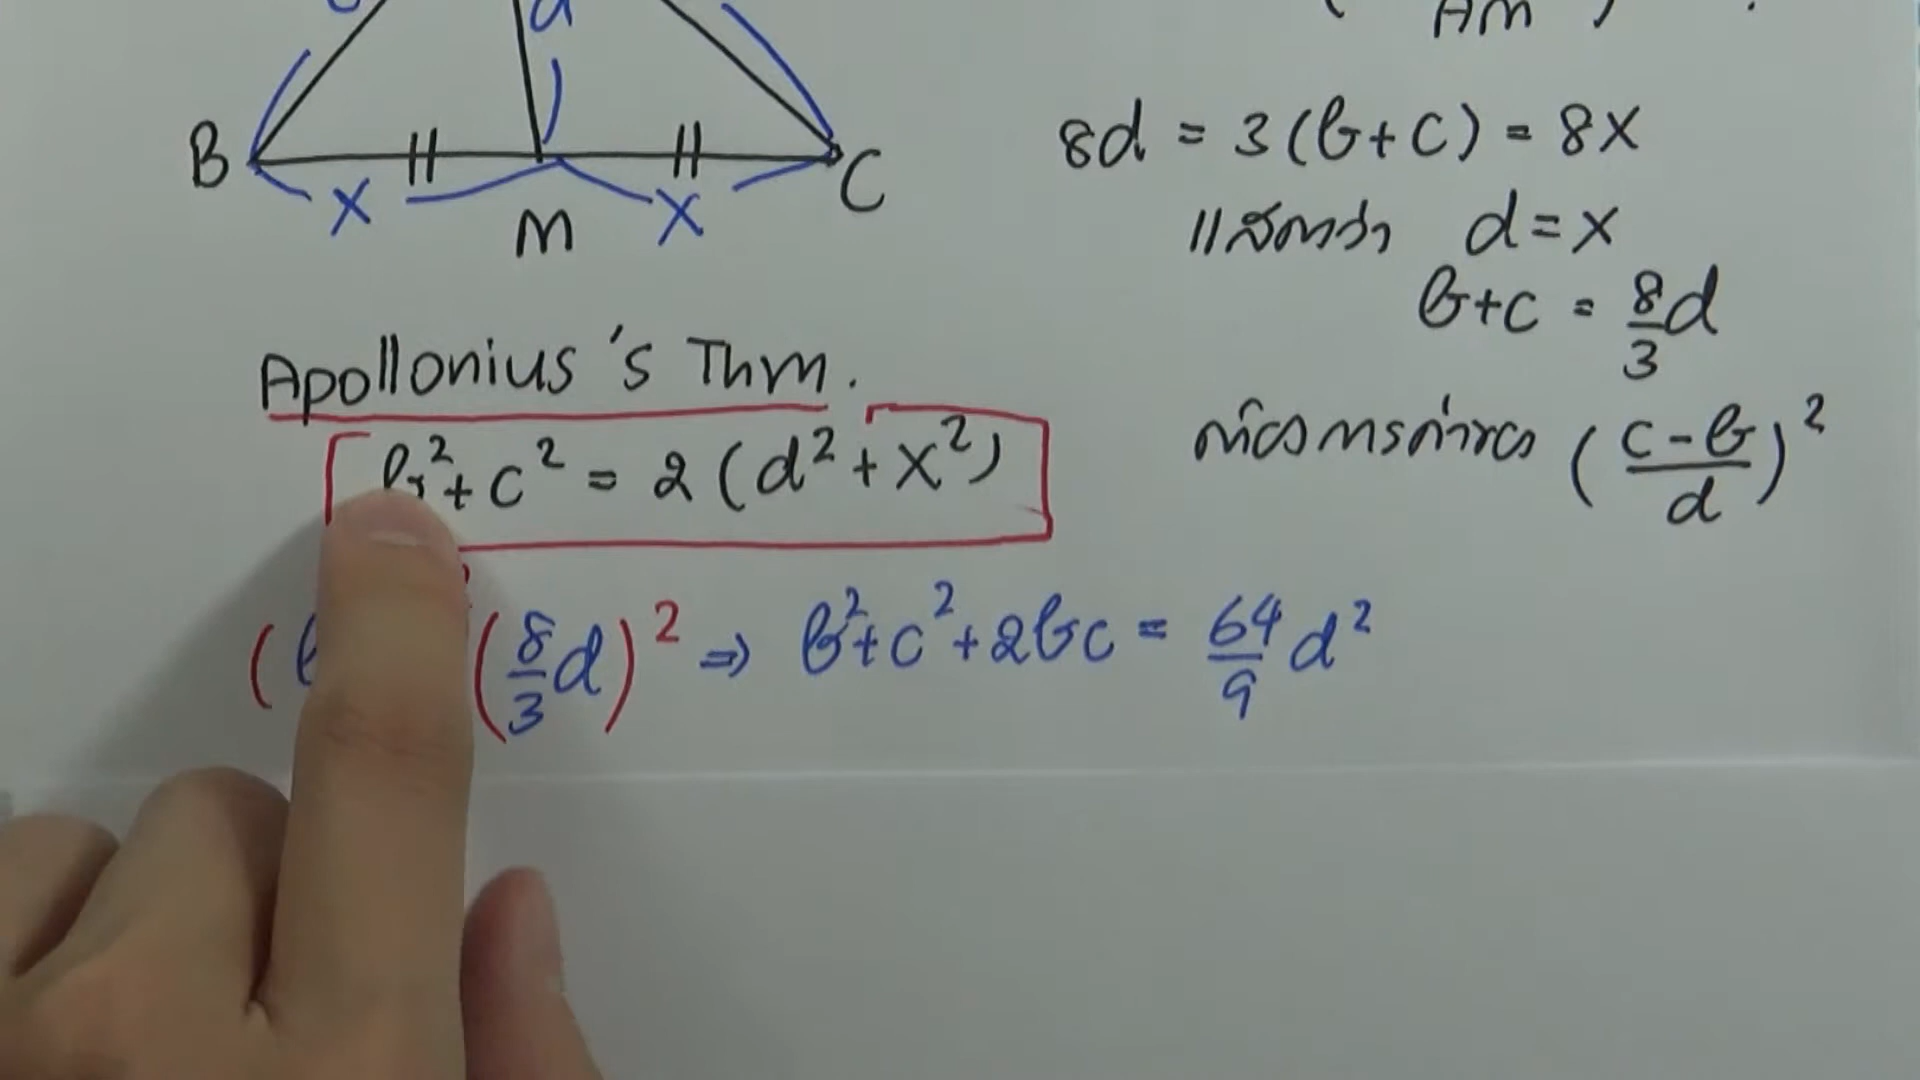 d
AM
B
C
x
x
M
8d = 3(b+c) = 8x
แสดงว่า d = x
b+c = 8/3 d
ต้องการค่าของ ((c-b)/d)²
Apollonius's Thm.
b²+c² = 2(d²+x²)
(8/3 d)² ⇒ b²+c²+2bc = 64/9 d²